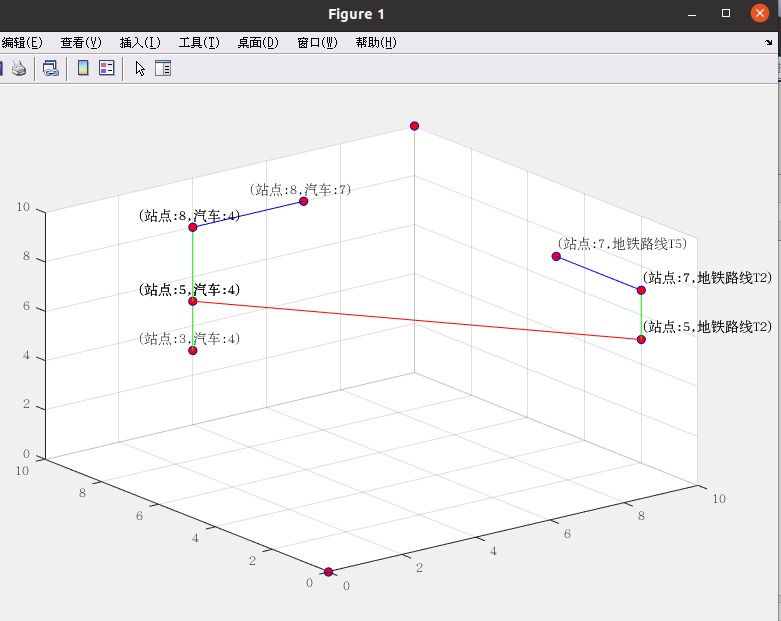 Figure 1
编辑(E) 查看(V) 插入(I) 工具(T) 桌面(D) 窗口(W) 帮助(H)
(站点:8,汽车:7)
(站点:8,汽车:4)
(站点:7,地铁路线T5)
(站点:7,地铁路线T2)
(站点:5,汽车:4)
(站点:5,地铁路线T2)
(站点:3,汽车:4)
10
8
6
4
2
0
10
8
6
4
2
0
0
2
4
6
8
10